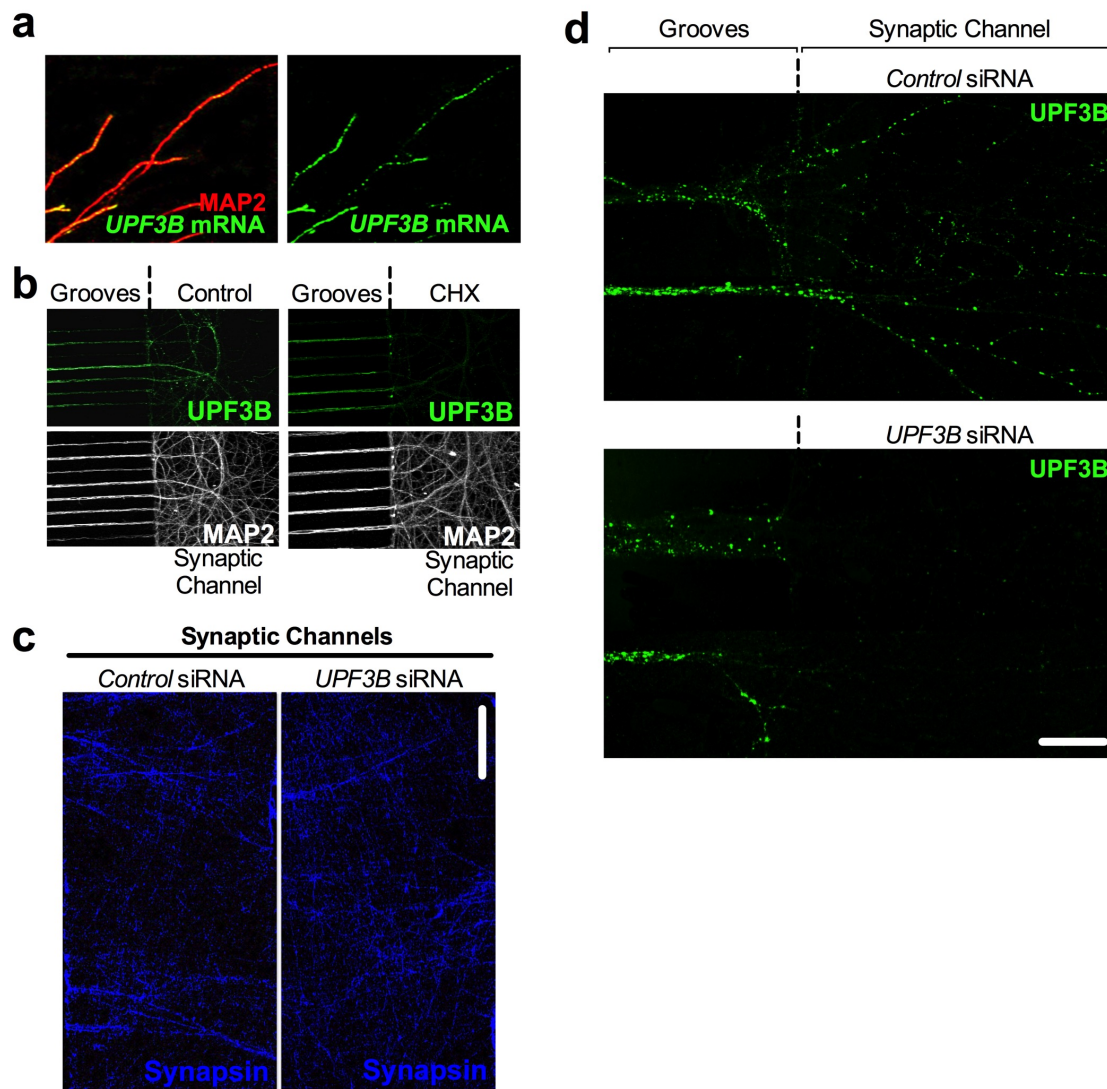 a
MAP2
UPF3B mRNA
UPF3B mRNA
b
Grooves
Control
Grooves
CHX
UPF3B
UPF3B
MAP2
MAP2
Synaptic
Channel
Synaptic
Channel
c
Synaptic Channels
Control siRNA
UPF3B siRNA
Synapsin
Synapsin
d
Grooves
Synaptic Channel
Control siRNA
UPF3B
UPF3B siRNA
UPF3B